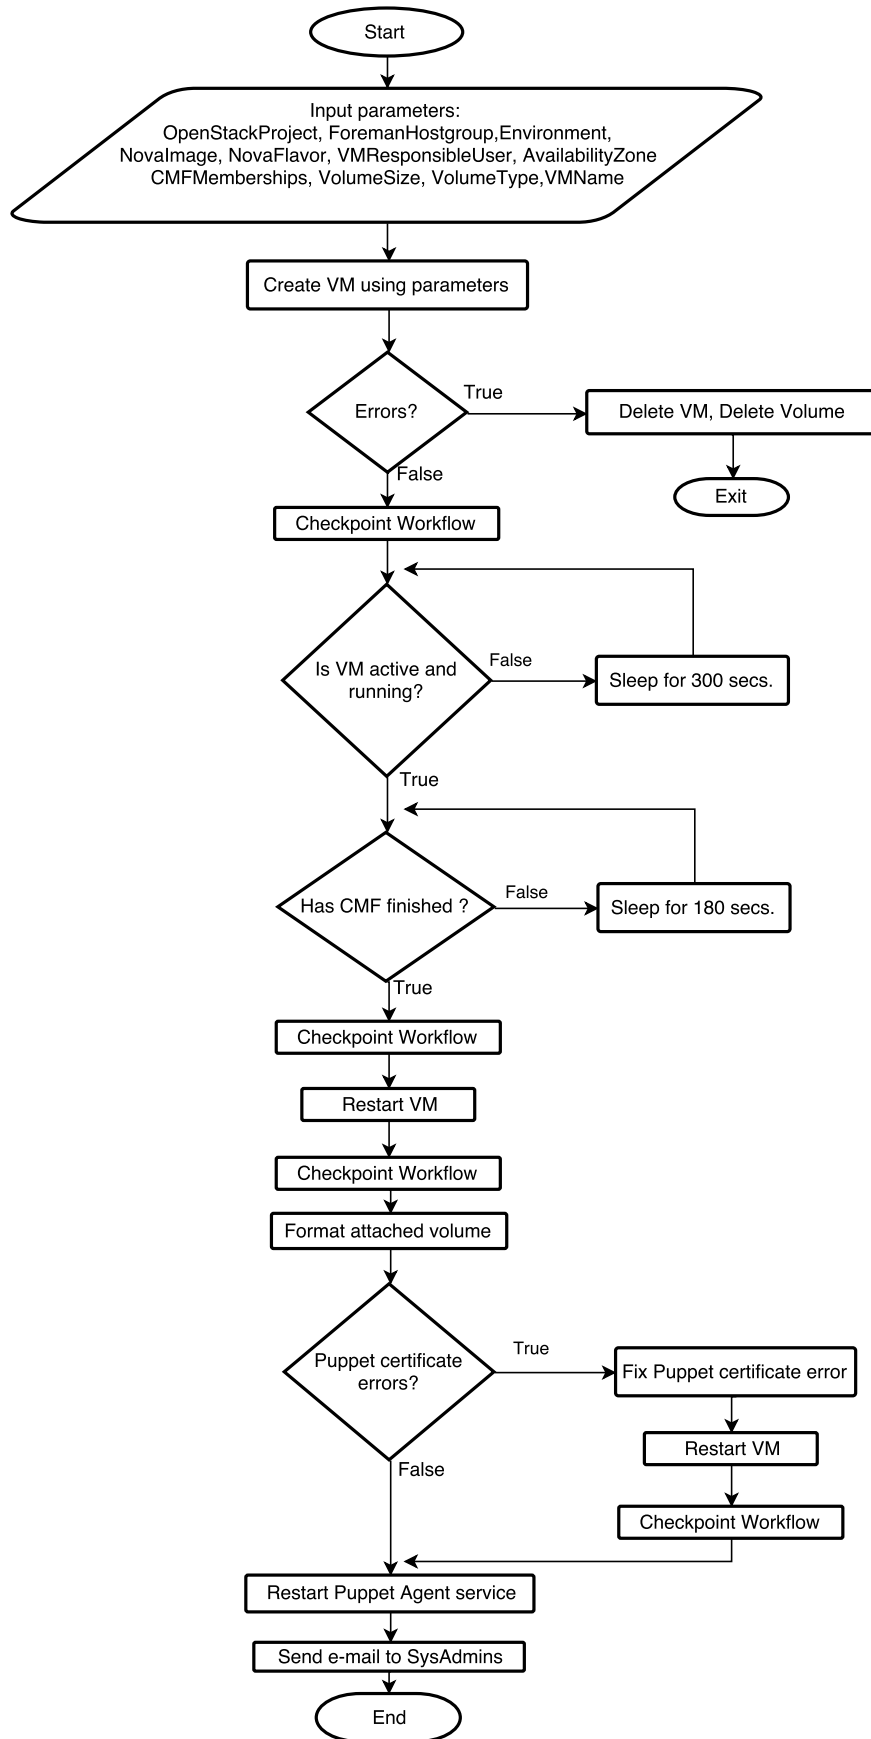 Start
Input parameters:
OpenStackProject, ForemanHostgroup,Environment,
NovaImage, NovaFlavor, VMResponsibleUser, AvailabilityZone
CMFMemberships, VolumeSize, VolumeType,VMName
Create VM using parameters
Errors?
True
Delete VM, Delete Volume
Exit
False
Checkpoint Workflow
Is VM active and
running?
False
Sleep for 300 secs.
True
Has CMF finished ?
False
Sleep for 180 secs.
True
Checkpoint Workflow
Restart VM
Checkpoint Workflow
Format attached volume
Puppet certificate
errors?
True
Fix Puppet certificate error
Restart VM
Checkpoint Workflow
False
Restart Puppet Agent service
Send e-mail to SysAdmins
End